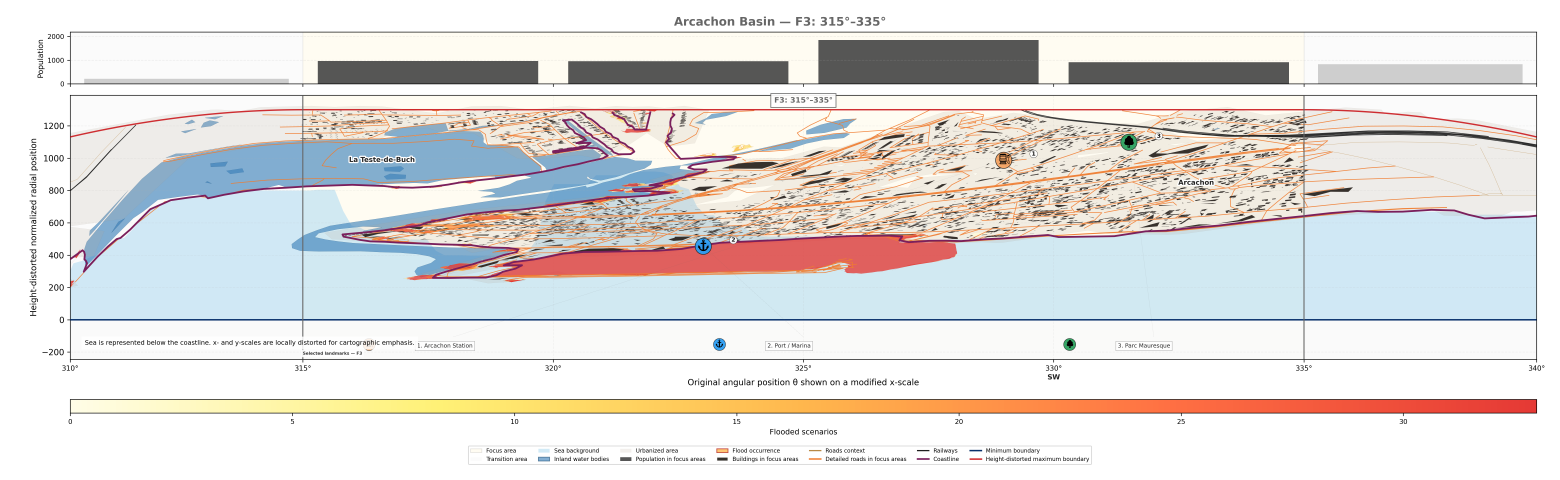 Arcachon Basin — F3: 315°–335°
Population
2000
1000
0
F3: 315°–335°
Height-distorted normalized radial position
1200
1000
800
600
400
200
0
−200
La Teste-de-Buch
Arcachon
1
2
3
Sea is represented below the coastline. x- and y-scales are locally distorted for cartographic emphasis.
Selected landmarks — F3
1. Arcachon Station
2. Port / Marina
3. Parc Mauresque
310° 315° 320° 325° 330° 335° 340°
SW
Original angular position θ shown on a modified x-scale
0 5 10 15 20 25 30
Flooded scenarios
Focus area Sea background Urbanized area Flood occurrence Roads context Railways Minimum boundary
Transition area Inland water bodies Population in focus areas Buildings in focus areas Detailed roads in focus areas Coastline Height-distorted maximum boundary